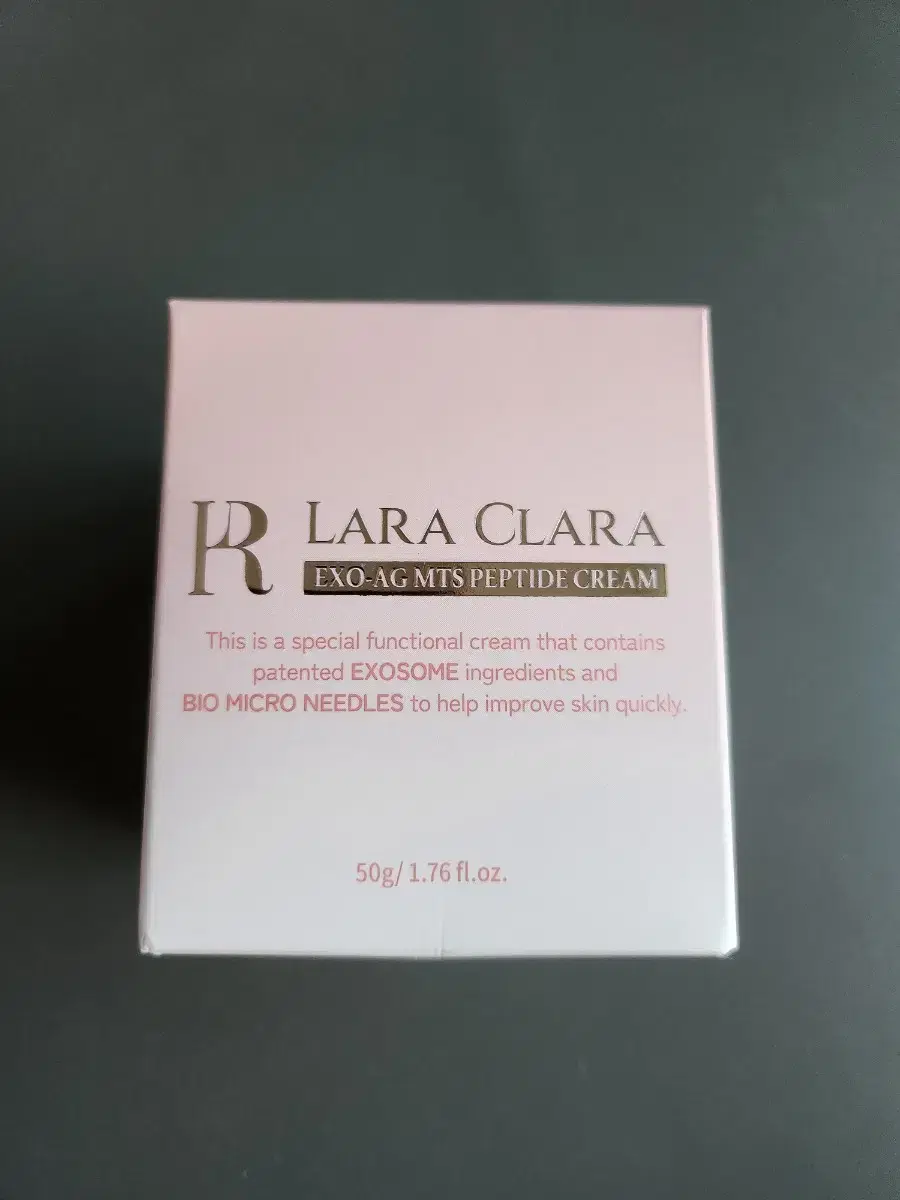 LARA CLARA
EXO-AG MTS PEPTIDE CREAM
This is a special functional cream that contains
patented EXOSOME ingredients and
BIO MICRO NEEDLES to help improve skin quickly.
50g/ 1.76 fl.oz.